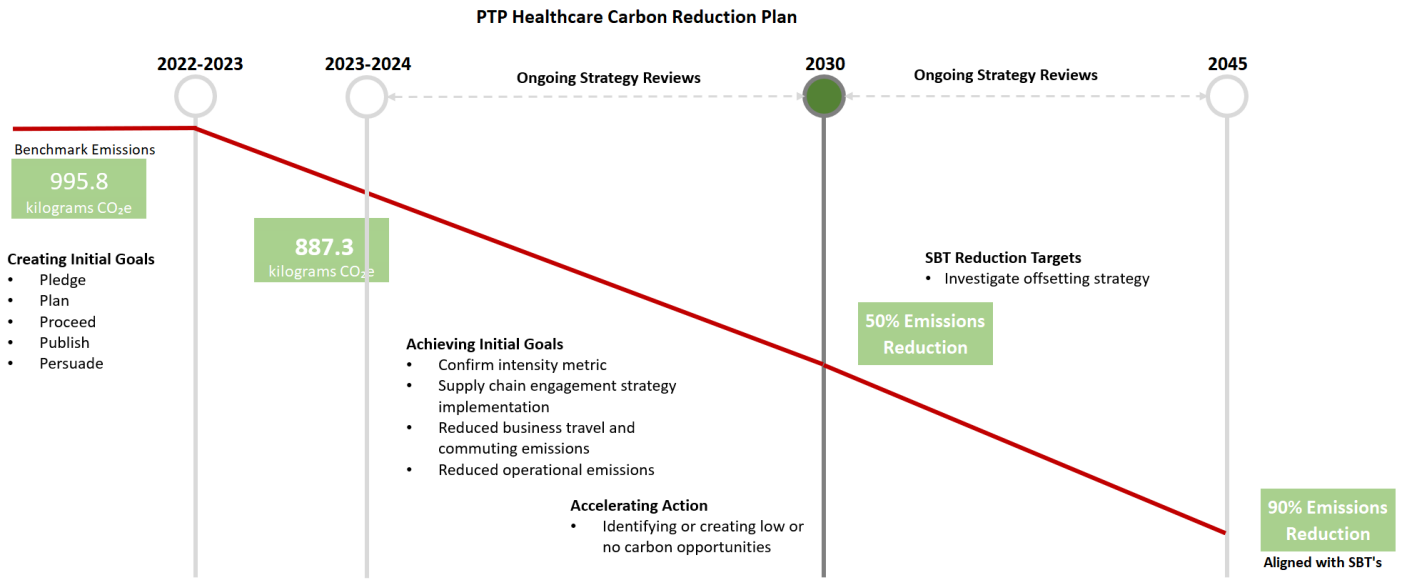 PTP Healthcare Carbon Reduction Plan
2022-2023
2023-2024
Ongoing Strategy Reviews
2030
Ongoing Strategy Reviews
2045
Benchmark Emissions
995.8
kilograms CO₂e
887.3
kilograms CO₂e
Creating Initial Goals
• Pledge
• Plan
• Proceed
• Publish
• Persuade
Achieving Initial Goals
• Confirm intensity metric
• Supply chain engagement strategy
implementation
• Reduced business travel and
commuting emissions
• Reduced operational emissions
Accelerating Action
• Identifying or creating low or
no carbon opportunities
SBT Reduction Targets
• Investigate offsetting strategy
50% Emissions
Reduction
90% Emissions
Reduction
Aligned with SBT's